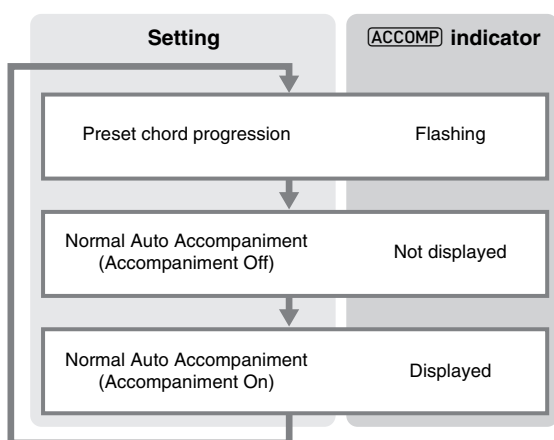 Setting
ACCOMP indicator
Preset chord progression
Flashing
Normal Auto Accompaniment
(Accompaniment Off)
Not displayed
Normal Auto Accompaniment
(Accompaniment On)
Displayed